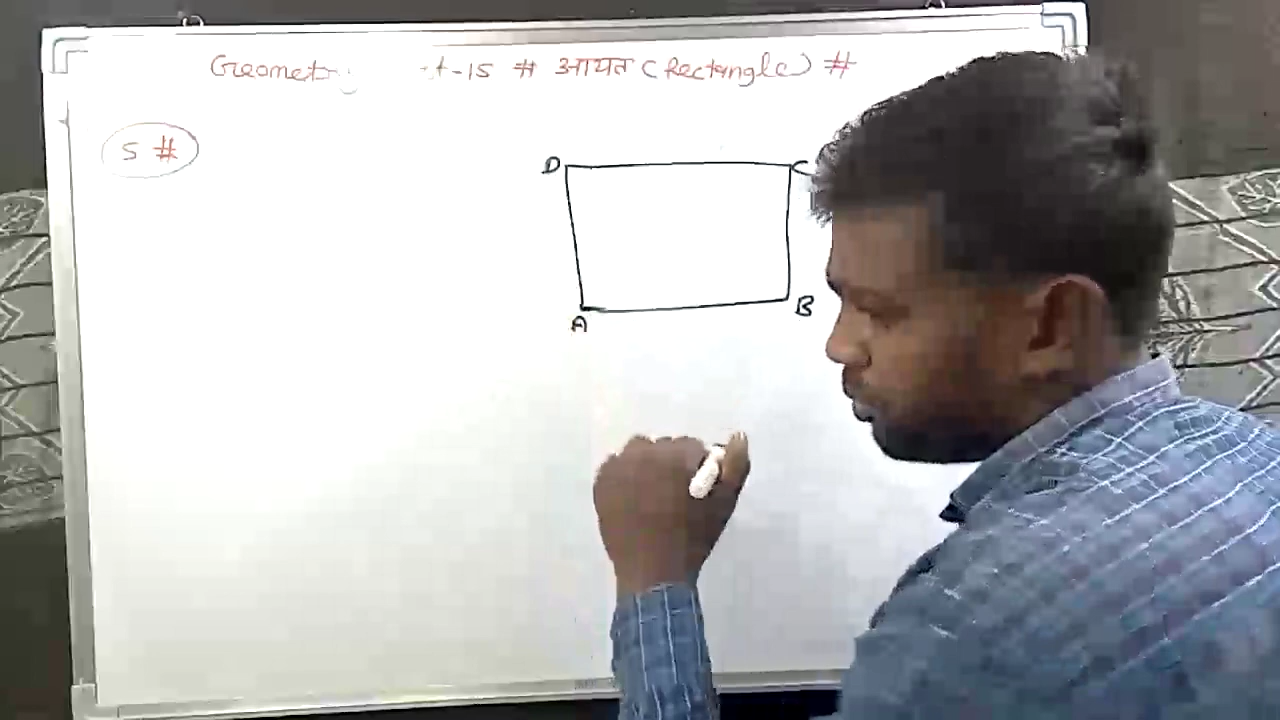 Geometry -15 # आयत (Rectangle) #
5 #
D C
A B